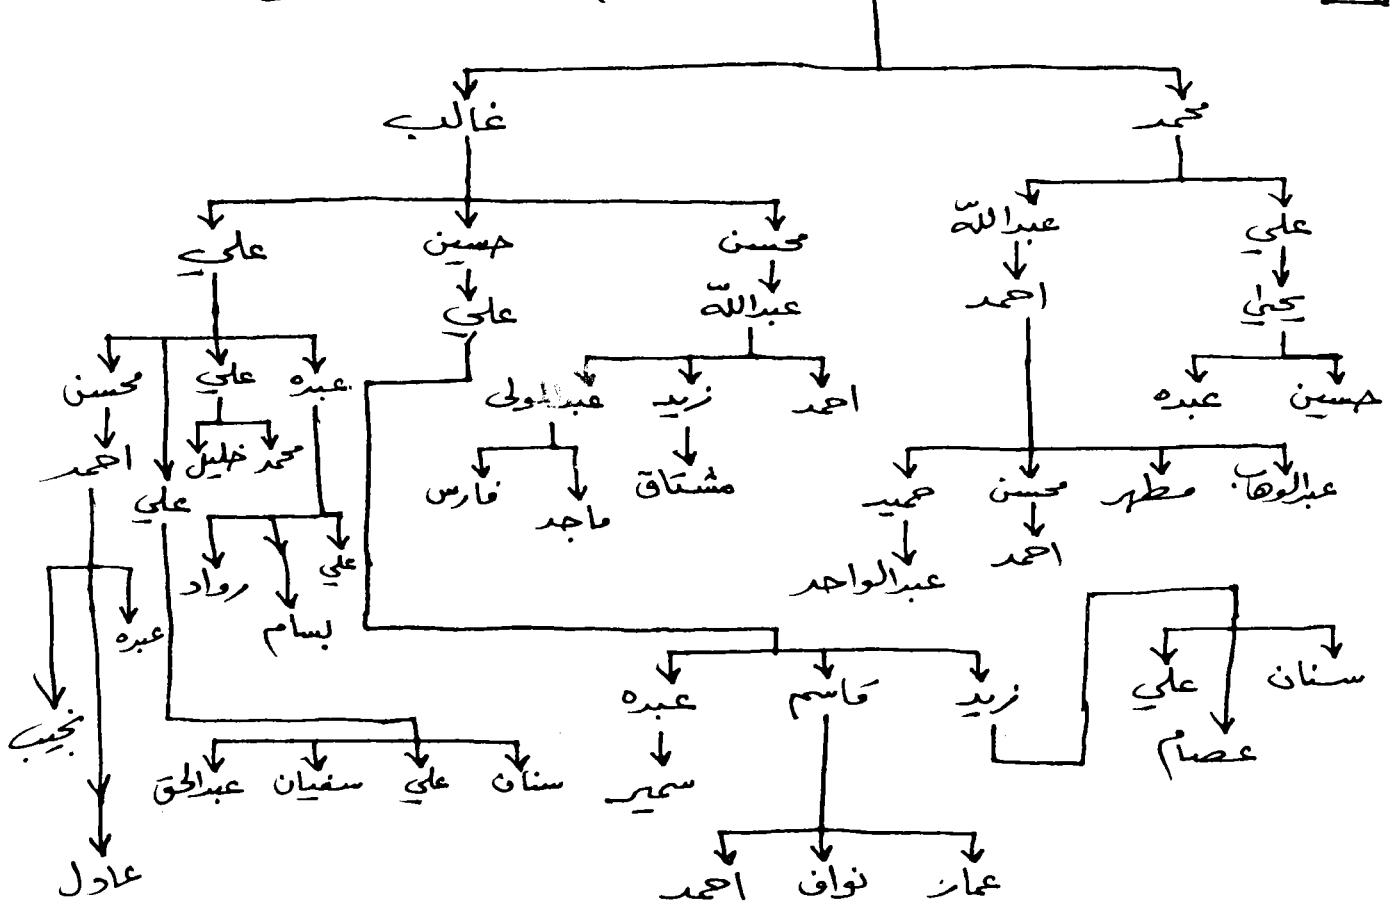 محمد غالب
علي عبدالله محسن حسين علي
يحيى احمد عبدالله علي
حسين عبده احمد زيد عبدالمولى عبده علي محسن
عبدالوهاب مطهر محسن حميد مشتاق فارس محمد خليل احمد
احمد ماجد علي
عبدالواحد علي رواد
بسام عبده
سنان علي زيد قاسم عبده
عصام نجيب
سمير سنان علي سفيان عبدالحق
نواف احمد عادل